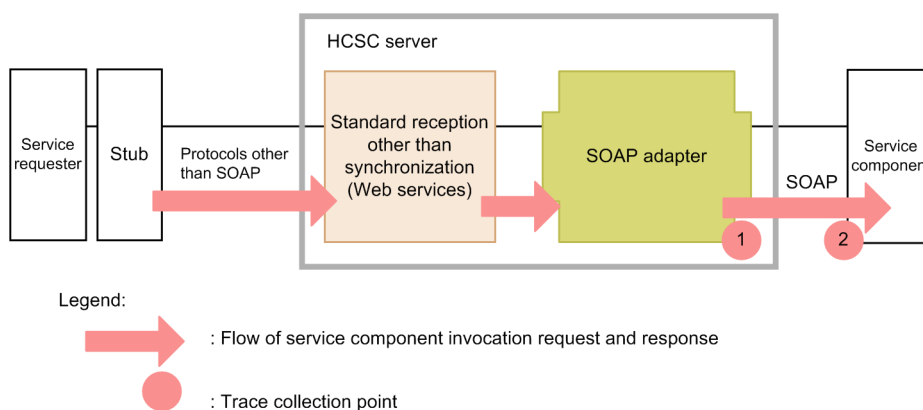 HCSC server
Service
requester
Stub
Protocols other
than SOAP
Standard reception
other than
synchronization
(Web services)
SOAP adapter
SOAP
Service
component
1
2
Legend:
: Flow of service component invocation request and response
: Trace collection point